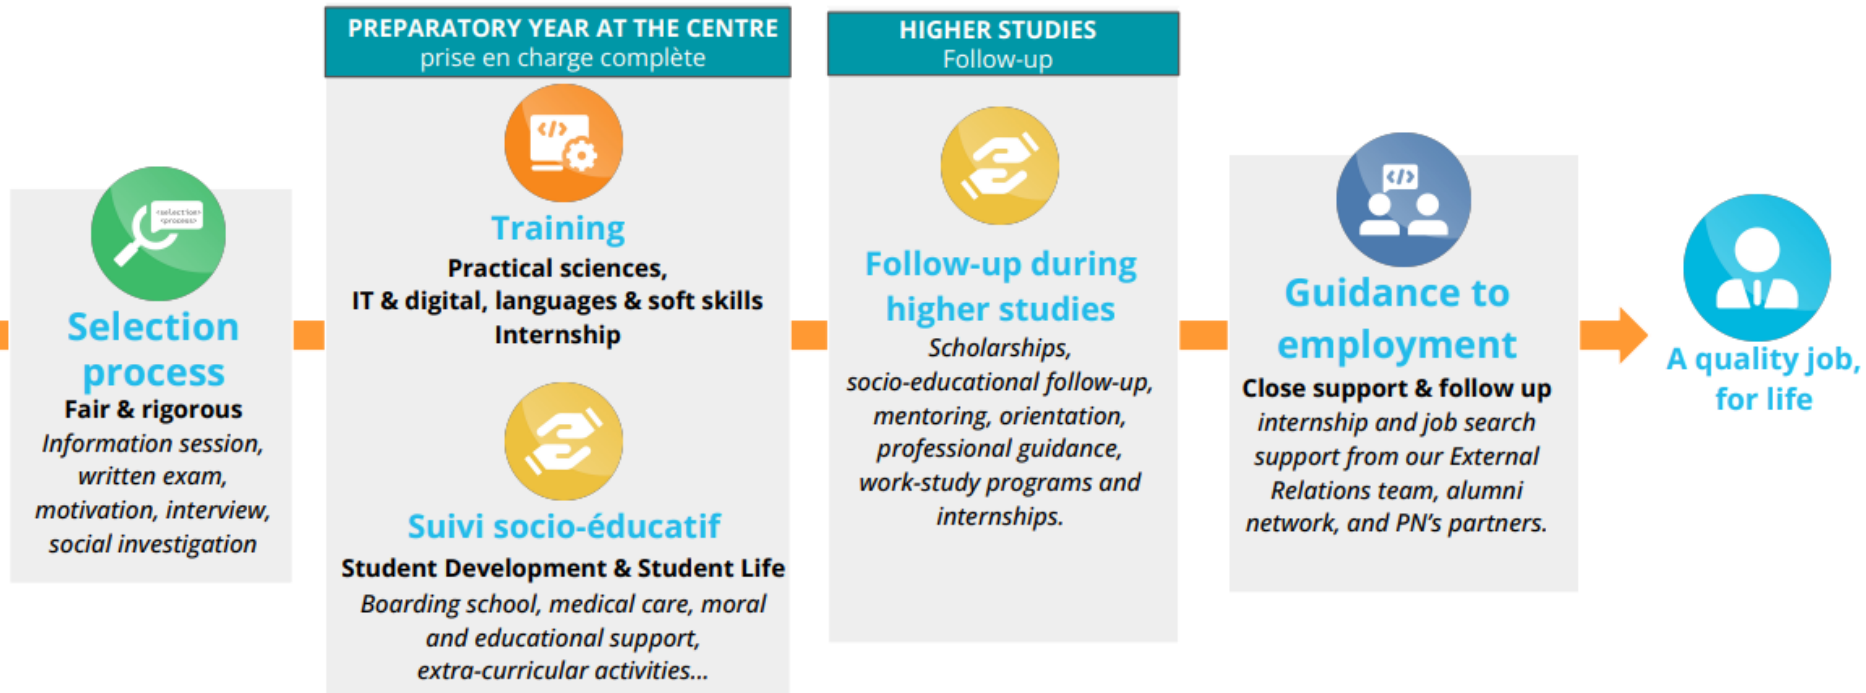 <selection>
<process>
Selection
process
Fair & rigorous
Information session,
written exam,
motivation, interview,
social investigation
PREPARATORY YEAR AT THE CENTRE
prise en charge complète
</>
Training
Practical sciences,
IT & digital, languages & soft skills
Internship
Suivi socio-éducatif
Student Development & Student Life
Boarding school, medical care, moral
and educational support,
extra-curricular activities...
HIGHER STUDIES
Follow-up
Follow-up during
higher studies
Scholarships,
socio-educational follow-up,
mentoring, orientation,
professional guidance,
work-study programs and
internships.
</>
Guidance to
employment
Close support & follow up
internship and job search
support from our External
Relations team, alumni
network, and PN's partners.
A quality job,
for life